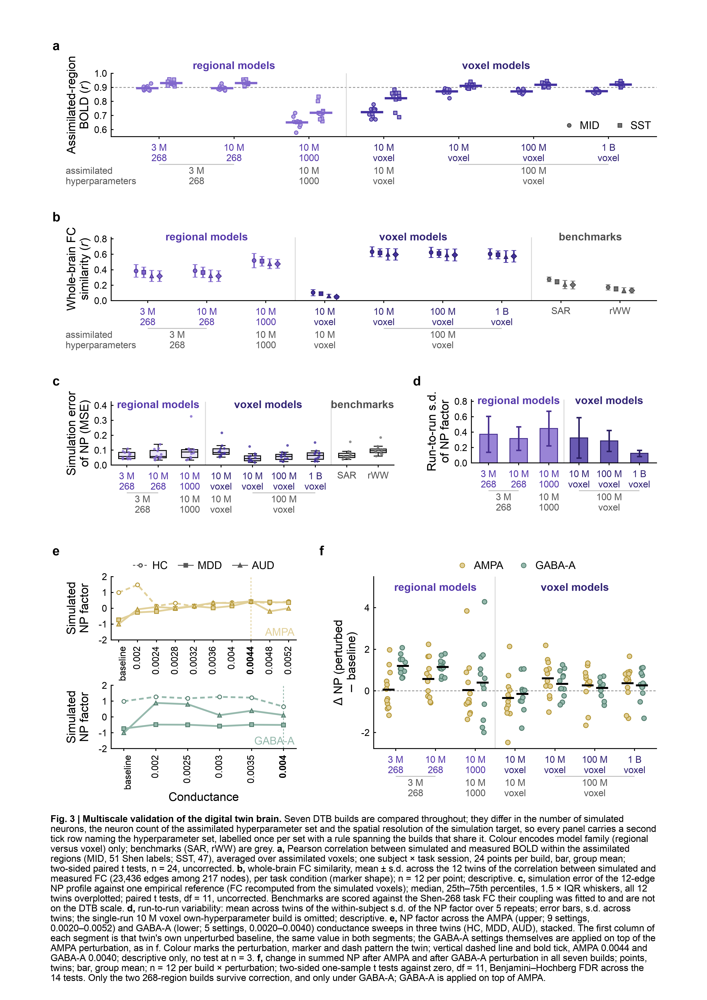 a
Assimilated-region
BOLD (r)
regional models
voxel models
1.0
0.9
0.8
0.7
0.6
MID
SST
3 M
268
10 M
268
10 M
1000
10 M
voxel
10 M
voxel
100 M
voxel
1 B
voxel
assimilated
hyperparameters
3 M
268
10 M
1000
10 M
voxel
100 M
voxel
b
Whole-brain FC
similarity (r)
regional models
voxel models
benchmarks
0.8
0.6
0.4
0.2
0.0
3 M
268
10 M
268
10 M
1000
10 M
voxel
10 M
voxel
100 M
voxel
1 B
voxel
SAR
rWW
assimilated
hyperparameters
3 M
268
10 M
1000
10 M
voxel
100 M
voxel
c
Simulation error
of NP (MSE)
regional models
voxel models
benchmarks
0.4
0.3
0.2
0.1
0.0
3 M
268
10 M
268
10 M
1000
10 M
voxel
10 M
voxel
100 M
voxel
1 B
voxel
SAR
rWW
3 M
268
10 M
1000
10 M
voxel
100 M
voxel
d
Run-to-run s.d.
of NP factor
regional models
voxel models
0.8
0.6
0.4
0.2
0.0
3 M
268
10 M
268
10 M
1000
10 M
voxel
100 M
voxel
1 B
voxel
3 M
268
10 M
1000
100 M
voxel
e
HC
MDD
AUD
Simulated
NP factor
2
1
0
-1
-2
AMPA
baseline
0.002
0.0024
0.0028
0.0032
0.0036
0.004
0.0044
0.0048
0.0052
Simulated
NP factor
2
1
0
-1
-2
GABA-A
baseline
0.002
0.0025
0.003
0.0035
0.004
Conductance
f
AMPA
GABA-A
regional models
voxel models
Δ NP (perturbed
— baseline)
4
2
0
-2
3 M
268
10 M
268
10 M
1000
10 M
voxel
10 M
voxel
100 M
voxel
1 B
voxel
3 M
268
10 M
1000
10 M
voxel
100 M
voxel
Fig. 3 | Multiscale validation of the digital twin brain. Seven DTB builds are compared throughout; they differ in the number of simulated
neurons, the neuron count of the assimilated hyperparameter set and the spatial resolution of the simulation target, so every panel carries a second
tick row naming the hyperparameter set, labelled once per set with a rule spanning the builds that share it. Colour encodes model family (regional
versus voxel) only; benchmarks (SAR, rWW) are grey. a, Pearson correlation between simulated and measured BOLD within the assimilated
regions (MID, 51 Shen labels; SST, 47), averaged over assimilated voxels; one subject × task session, 24 points per build, bar, group mean;
two-sided paired t tests, n = 24, uncorrected. b, whole-brain FC similarity, mean ± s.d. across the 12 twins of the correlation between simulated and
measured FC (23,436 edges among 217 nodes), per task condition (marker shape); n = 12 per point; descriptive. c, simulation error of the 12-edge
NP profile against one empirical reference (FC recomputed from the simulated voxels); median, 25th–75th percentiles, 1.5 × IQR whiskers, all 12
twins overplotted; paired t tests, df = 11, uncorrected. Benchmarks are scored against the Shen-268 task FC their coupling was fitted to and are not
on the DTB scale. d, run-to-run variability: mean across twins of the within-subject s.d. of the NP factor over 5 repeats; error bars, s.d. across
twins; the single-run 10 M voxel own-hyperparameter build is omitted; descriptive. e, NP factor across the AMPA (upper; 9 settings,
0.0020–0.0052) and GABA-A (lower; 5 settings, 0.0020–0.0040) conductance sweeps in three twins (HC, MDD, AUD), stacked. The first column of
each segment is that twin's own unperturbed baseline, the same value in both segments; the GABA-A settings themselves are applied on top of the
AMPA perturbation, as in f. Colour marks the perturbation, marker and dash pattern the twin; vertical dashed line and bold tick, AMPA 0.0044 and
GABA-A 0.0040; descriptive only, no test at n = 3. f, change in summed NP after AMPA and after GABA-A perturbation in all seven builds; points,
twins; bar, group mean; n = 12 per build × perturbation; two-sided one-sample t tests against zero, df = 11, Benjamini–Hochberg FDR across the
14 tests. Only the two 268-region builds survive correction, and only under GABA-A; GABA-A is applied on top of AMPA.